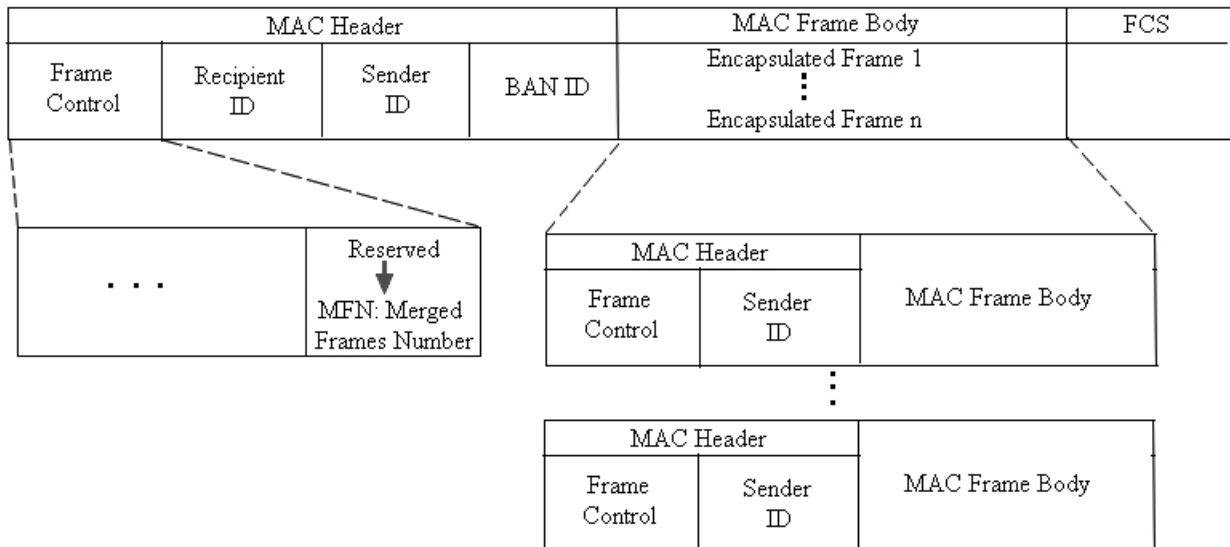 MAC Header
MAC Frame Body
FCS
Frame
Control
Recipient
ID
Sender
ID
BAN ID
Encapsulated Frame 1
⋮
Encapsulated Frame n
. . .
Reserved
MFN: Merged
Frames Number
MAC Header
Frame
Control
Sender
ID
MAC Frame Body
⋮
MAC Header
Frame
Control
Sender
ID
MAC Frame Body